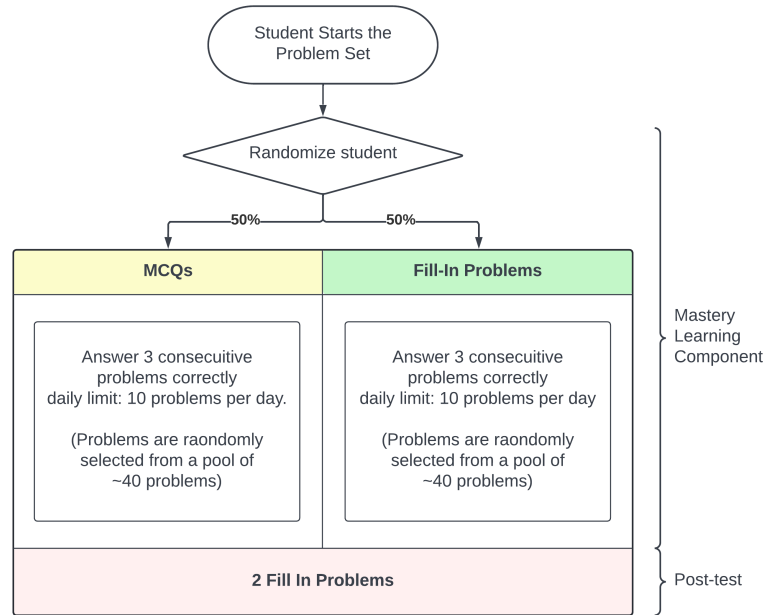 Student Starts the
Problem Set
Randomize student
50%
50%
MCQs
Fill-In Problems
Answer 3 consecuitive
problems correctly
daily limit: 10 problems per day.
(Problems are raondomly
selected from a pool of
~40 problems)
Answer 3 consecuitive
problems correctly
daily limit: 10 problems per day
(Problems are raondomly
selected from a pool of
~40 problems)
Mastery
Learning
Component
2 Fill In Problems
Post-test